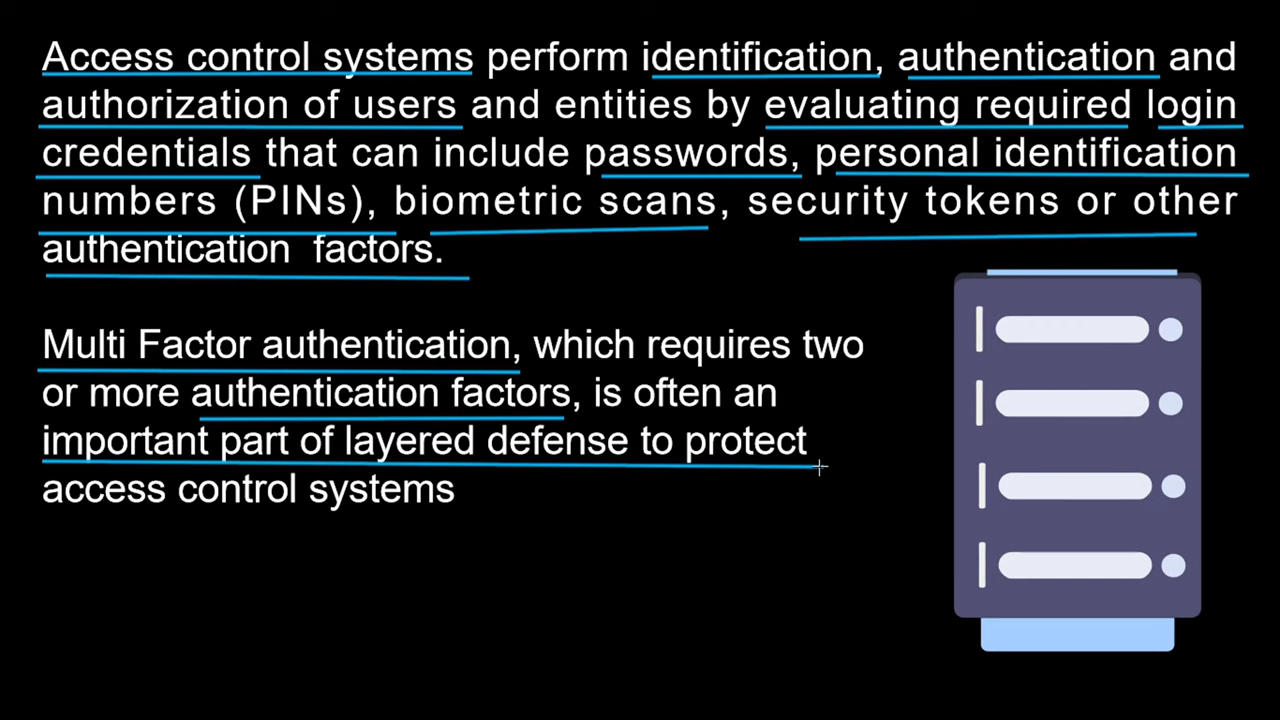 Access control systems perform identification, authentication and
authorization of users and entities by evaluating required login
credentials that can include passwords, personal identification
numbers (PINs), biometric scans, security tokens or other
authentication factors.
Multi Factor authentication, which requires two
or more authentication factors, is often an
important part of layered defense to protect
access control systems